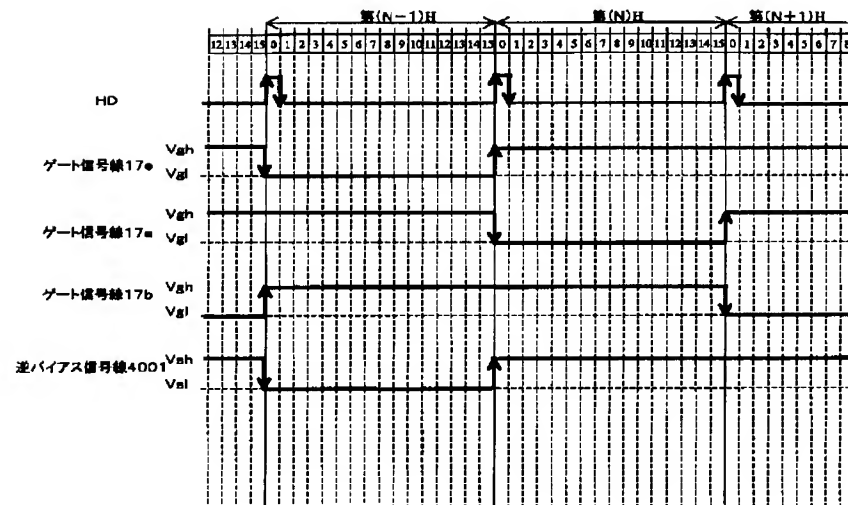 第(N-1)H 第(N)H 第(N+1)H
12 13 14 15 0 1 2 3 4 5 6 7 8 9 10 11 12 13 14 15 0 1 2 3 4 5 6 7 8 9 10 11 12 13 14 15 0 1 2 3 4 5 6 7 8
HD
Vgh
ゲート信号線17e
Vgl
Vgh
ゲート信号線17a
Vgl
Vgh
ゲート信号線17b
Vgl
Vsh
逆バイアス信号線4001
Vsl